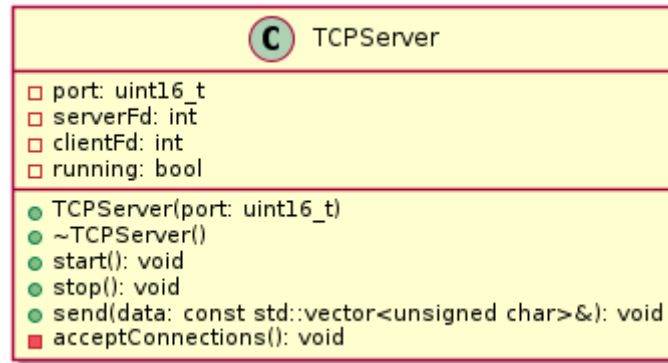 C TCPServer
port: uint16_t
serverFd: int
clientFd: int
running: bool
TCPServer(port: uint16_t)
~TCPServer()
start(): void
stop(): void
send(data: const std::vector<unsigned char>&): void
acceptConnections(): void